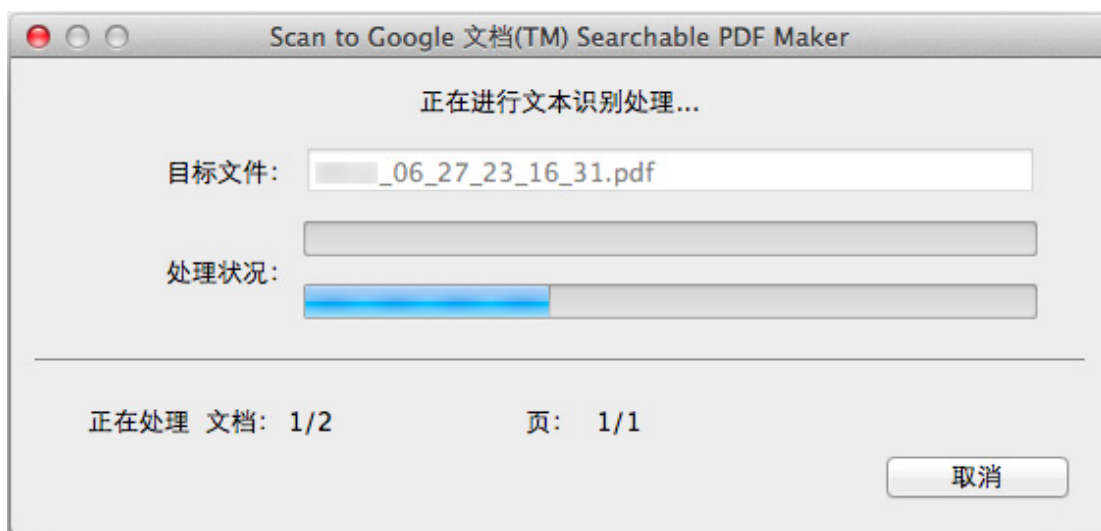 Scan to Google 文档(TM) Searchable PDF Maker
正在进行文本识别处理...
目标文件: _06_27_23_16_31.pdf
处理状况:
正在处理 文档: 1/2 页: 1/1
取消